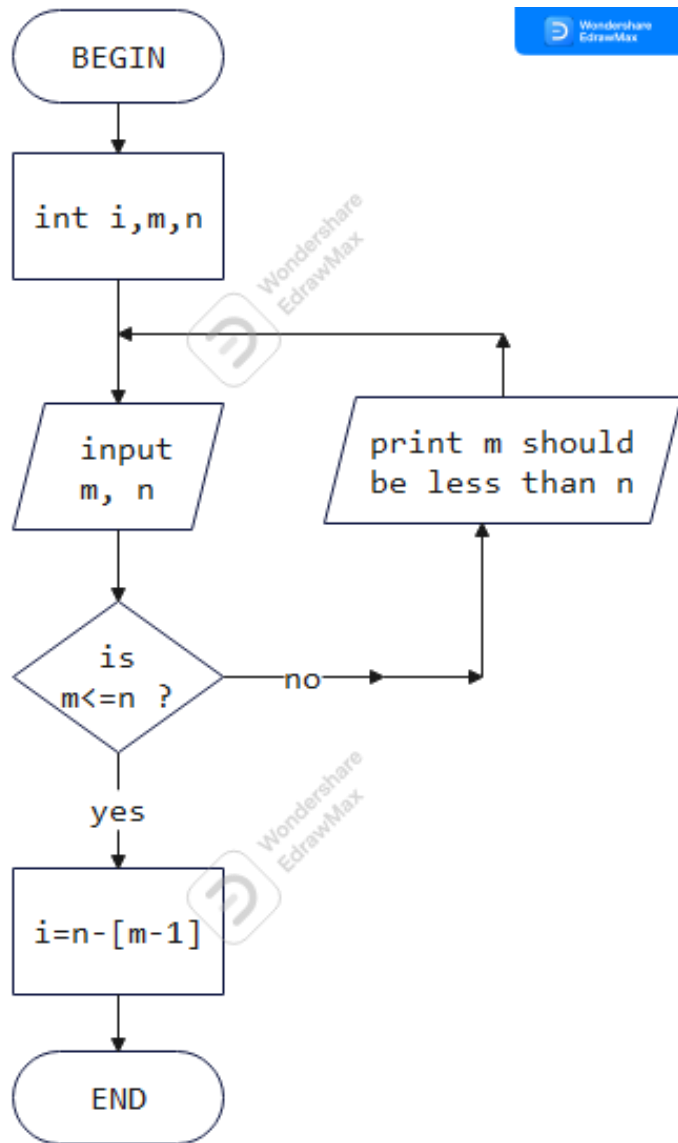 BEGIN
Wondershare
EdrawMax
int i,m,n
Wondershare
EdrawMax
input
m, n
print m should
be less than n
is
m<=n ?
no
yes
Wondershare
EdrawMax
i=n-[m-1]
END